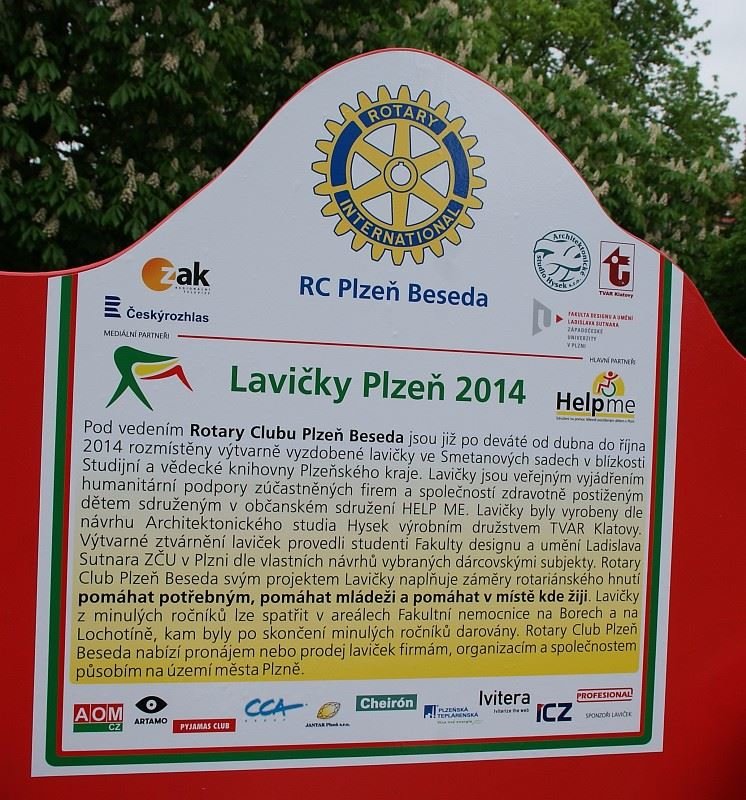 ROTARY
INTERNATIONAL
RC Plzeň Beseda
zak
REGIONÁLNÍ TELEVIZE
Českýrozhlas
MEDIÁLNÍ PARTNEŘI
Architektonické
studio Hysek s.r.o.
TVAR Klatovy
FAKULTA DESIGNU A UMĚNÍ
LADISLAVA SUTNARA
ZÁPADOČESKÉ
UNIVERZITY
V PLZNI
HLAVNÍ PARTNEŘI
Lavičky Plzeň 2014
Helpme
Pod vedením Rotary Clubu Plzeň Beseda jsou již po deváté od dubna do října
2014 rozmístěny výtvarně vyzdobené lavičky ve Smetanových sadech v blízkosti
Studijní a vědecké knihovny Plzeňského kraje. Lavičky jsou veřejným vyjádřením
humanitární podpory zúčastněných firem a společností zdravotně postiženým
dětem sdruženým v občanském sdružení HELP ME. Lavičky byly vyrobeny dle
návrhu Architektonického studia Hysek výrobním družstvem TVAR Klatovy.
Výtvarné ztvárnění laviček provedli studenti Fakulty designu a umění Ladislava
Sutnara ZČU v Plzni dle vlastních návrhů vybraných dárcovskými subjekty. Rotary
Club Plzeň Beseda svým projektem Lavičky naplňuje záměry rotariánského hnutí
pomáhat potřebným, pomáhat mládeži a pomáhat v místě kde žijí. Lavičky
z minulých ročníků lze spatřit v areálech Fakultní nemocnice na Borech a na
Lochotíně, kam byly po skončení minulých ročníků darovány. Rotary Club Plzeň
Beseda nabízí pronájem nebo prodej laviček firmám, organizacím a společnostem
působím na území města Plzně.
AOM
CZ
ARTAMO
PYJAMAS CLUB
CCA
GROUP
JANTAR Plzeň s.r.o.
Cheirón
PLZEŇSKÁ
TEPLÁRENSKÁ
Ivitera
Iviterize the web
ICZ
PROFESIONAL
SPONZOŘI LAVIČEK